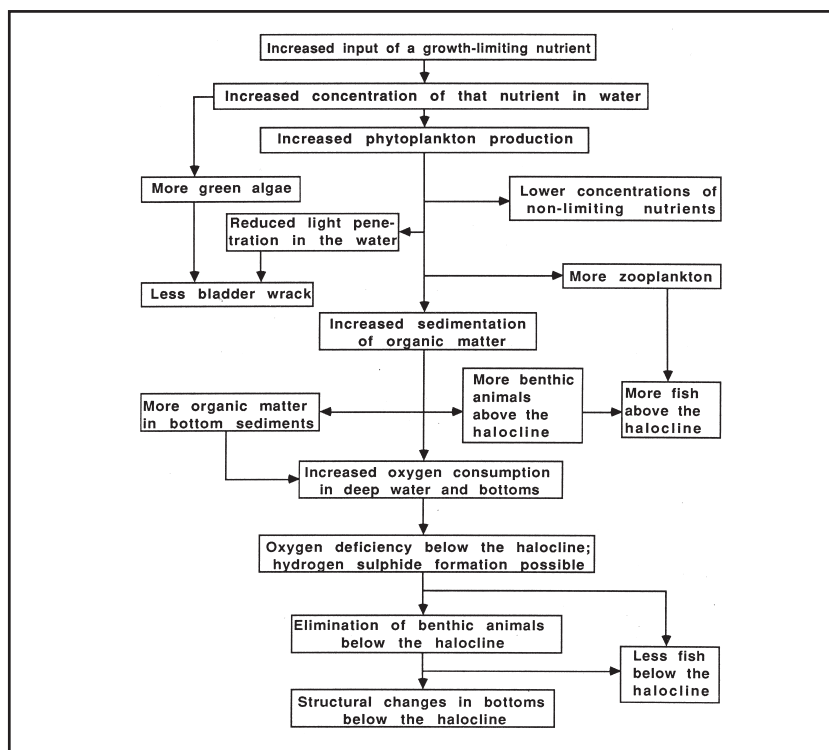 Increased input of a growth-limiting nutrient
Increased concentration of that nutrient in water
Increased phytoplankton production
More green algae
Lower concentrations of
non-limiting nutrients
Reduced light pene-
tration in the water
More zooplankton
Less bladder wrack
Increased sedimentation
of organic matter
More organic matter
in bottom sediments
More benthic
animals
above the
halocline
More fish
above the
halocline
Increased oxygen consumption
in deep water and bottoms
Oxygen deficiency below the halocline;
hydrogen sulphide formation possible
Elimination of benthic animals
below the halocline
Less fish
below the
halocline
Structural changes in bottoms
below the halocline